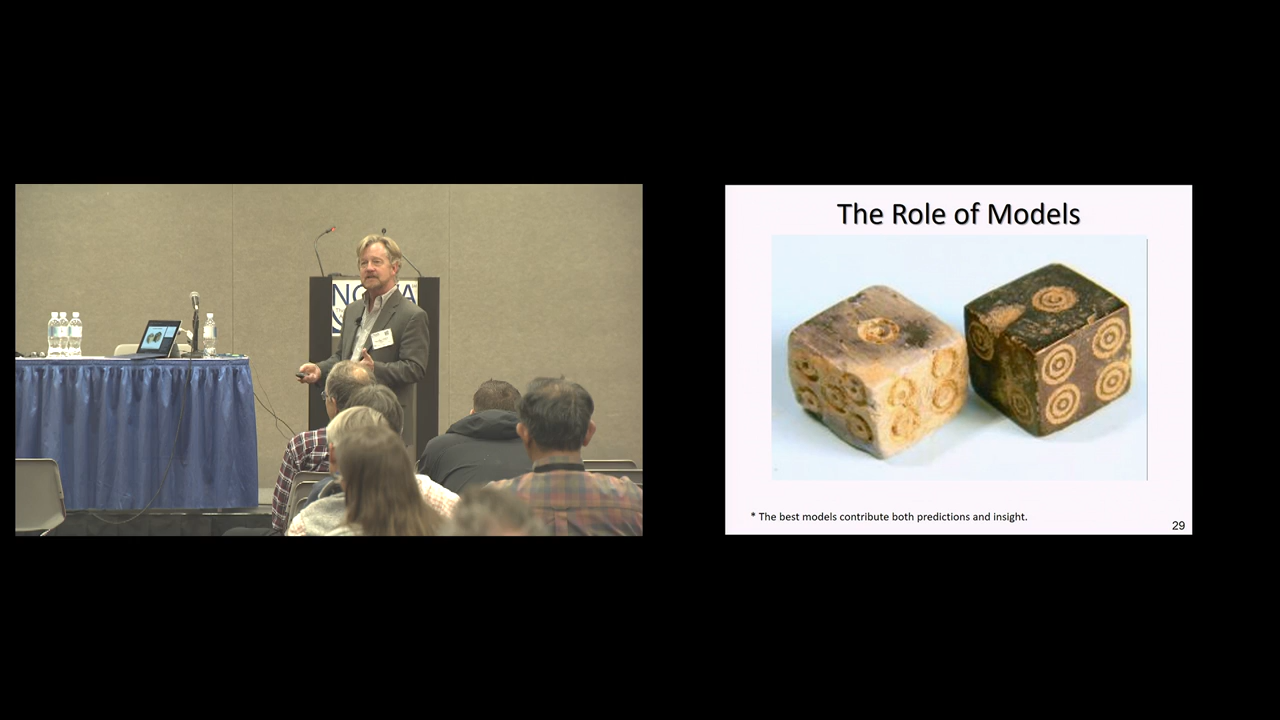 The Role of Models
* The best models contribute both predictions and insight.
29